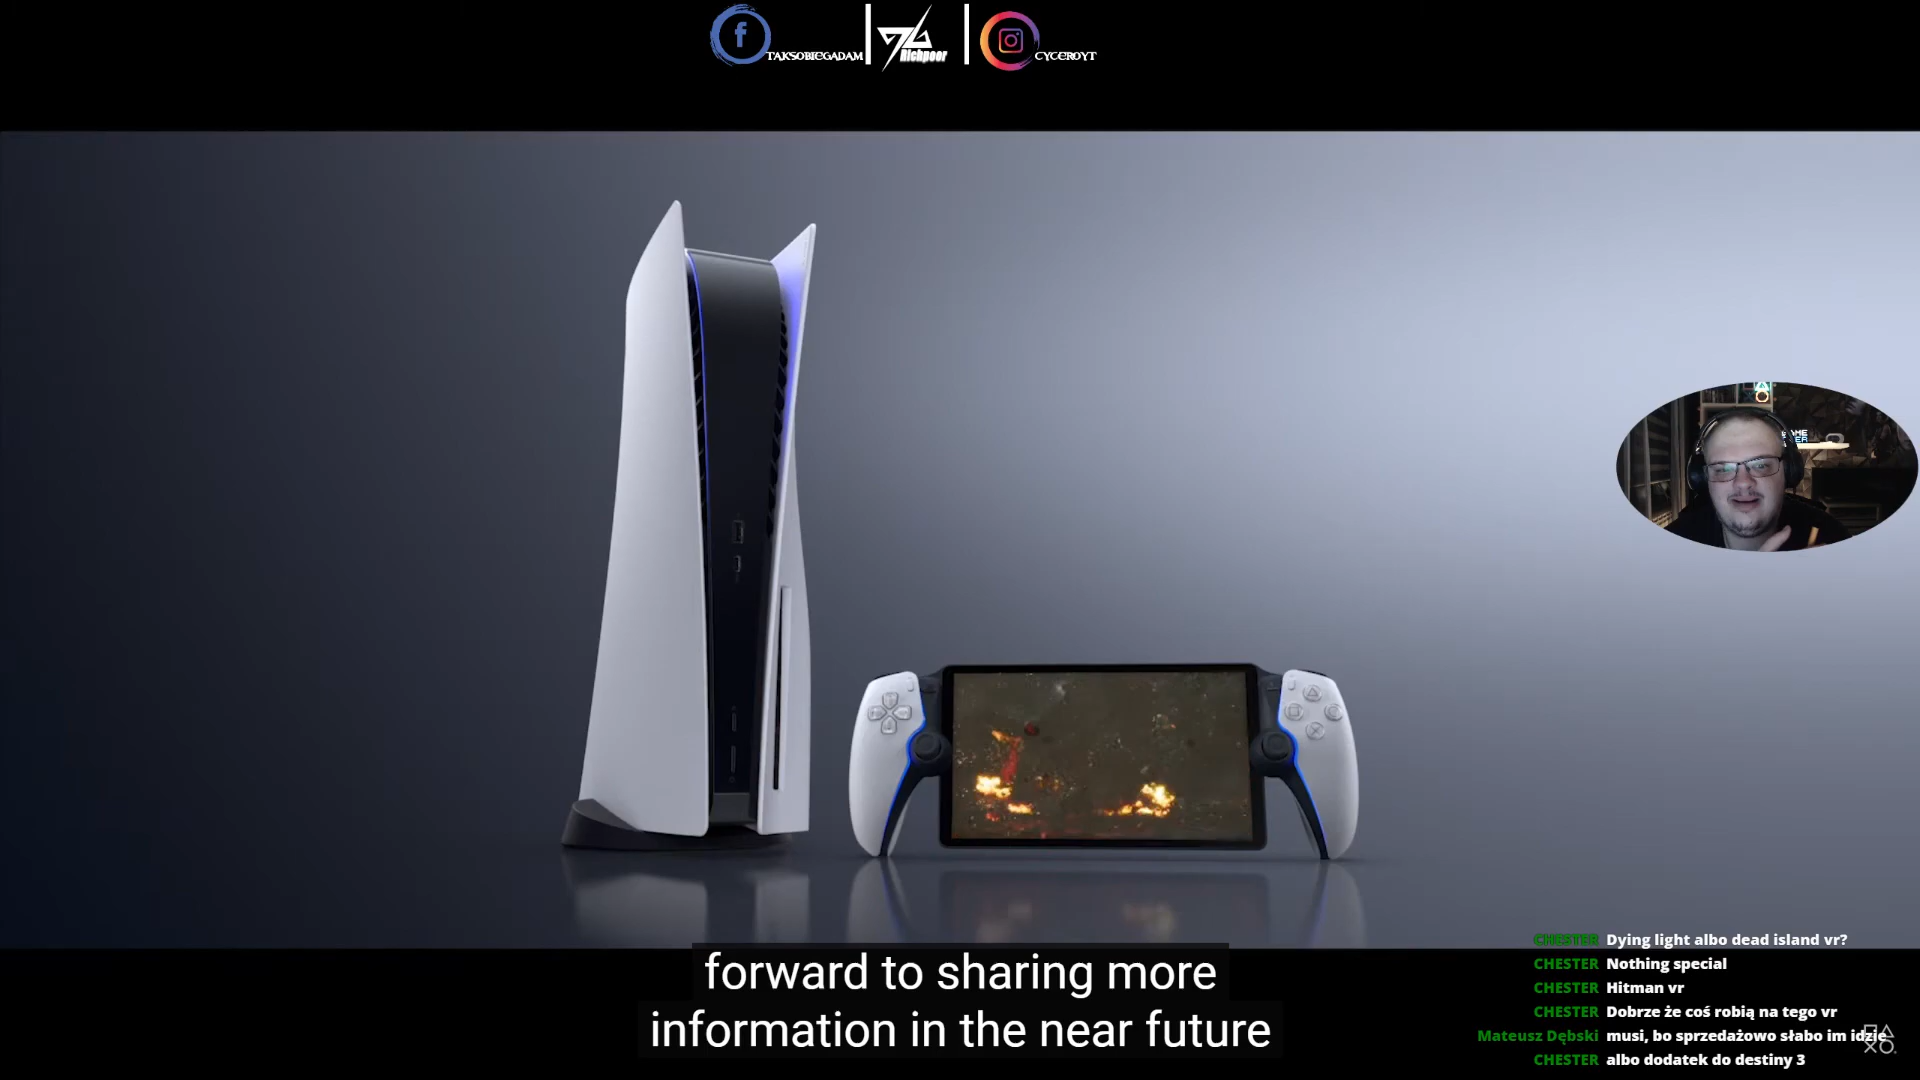 TAKSOBIEGADAM
Richpoor
CYCEROYT
forward to sharing more
information in the near future
CHESTER Dying light albo dead island vr?
CHESTER Nothing special
CHESTER Hitman vr
CHESTER Dobrze że coś robią na tego vr
Mateusz Dębski musi, bo sprzedażowo słabo im idzie
CHESTER albo dodatek do destiny 3